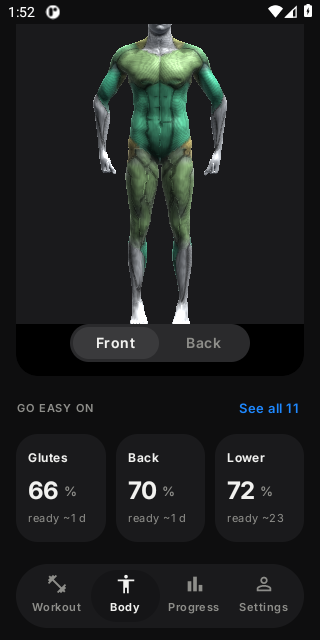 1:52
Front
Back
GO EASY ON
See all 11
Glutes
66 %
ready ~1 d
Back
70 %
ready ~1 d
Lower
72 %
ready ~23
Workout
Body
Progress
Settings